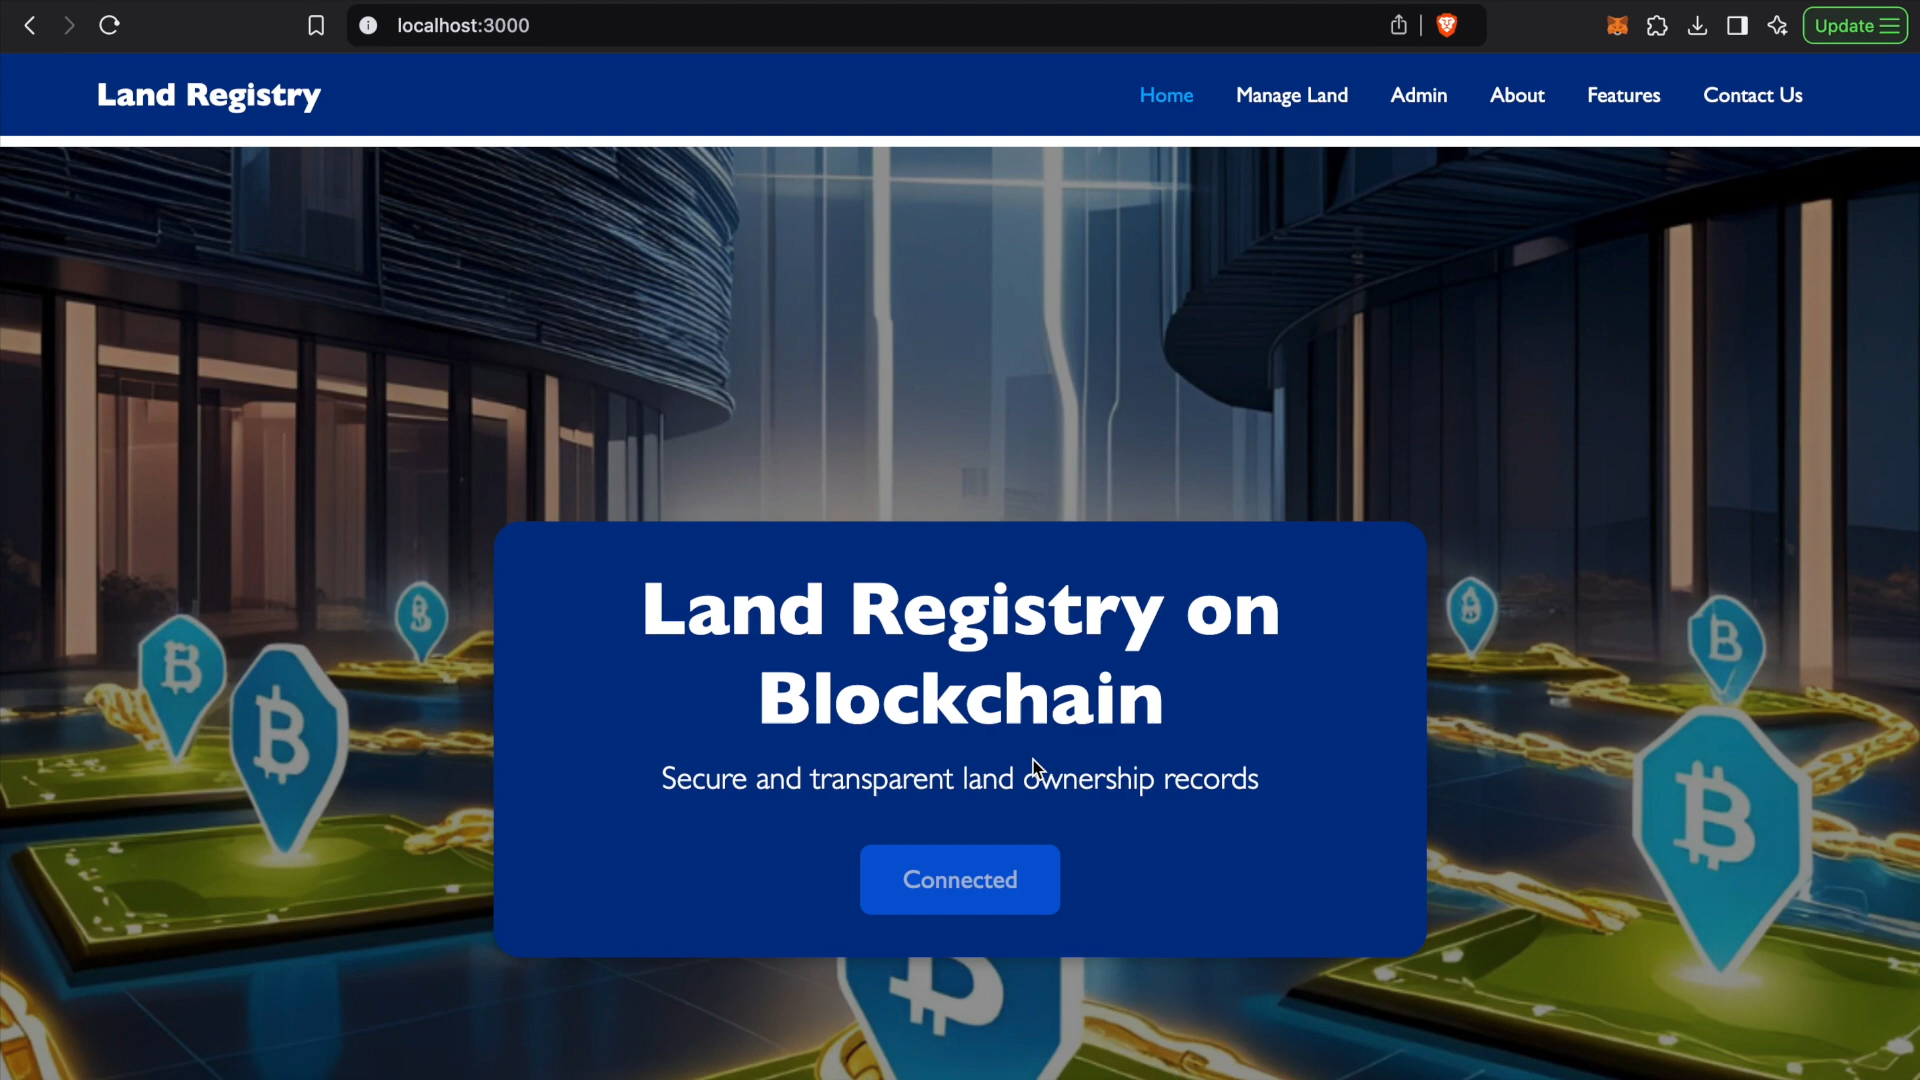 localhost:3000
Update
Land Registry
Home
Manage Land
Admin
About
Features
Contact Us
Land Registry on
Blockchain
Secure and transparent land ownership records
Connected